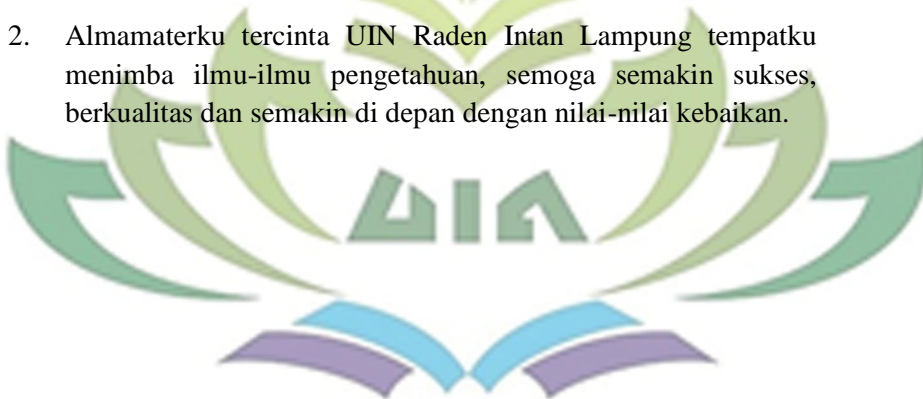 2. Almamaterku tercinta UIN Raden Intan Lampung tempatku
menimba ilmu-ilmu pengetahuan, semoga semakin sukses,
berkualitas dan semakin di depan dengan nilai-nilai kebaikan.
UIN